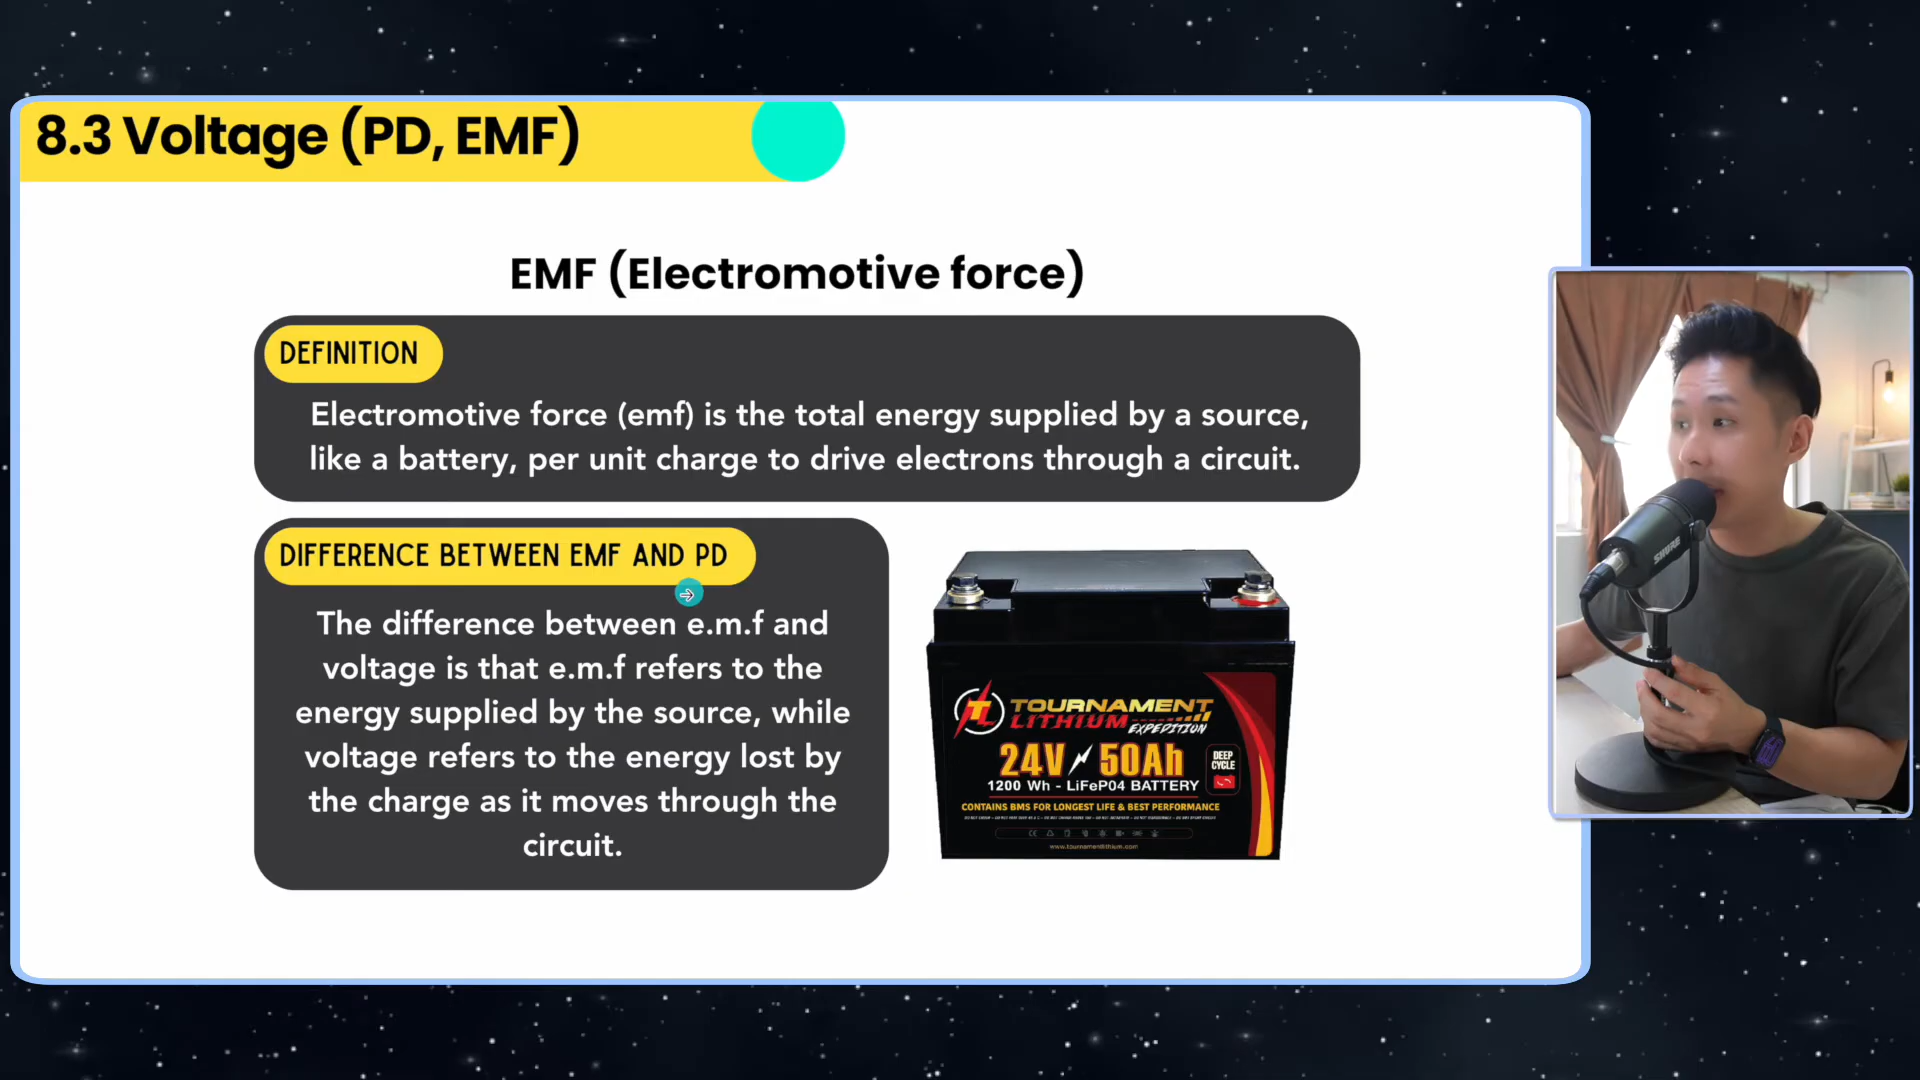 8.3 Voltage (PD, EMF)
EMF (Electromotive force)
DEFINITION
Electromotive force (emf) is the total energy supplied by a source,
like a battery, per unit charge to drive electrons through a circuit.
DIFFERENCE BETWEEN EMF AND PD
The difference between e.m.f and
voltage is that e.m.f refers to the
energy supplied by the source, while
voltage refers to the energy lost by
the charge as it moves through the
circuit.
TL
TOURNAMENT
LITHIUM
EXPEDITION
24V 50Ah
DEEP
CYCLE
1200 Wh - LiFePO4 BATTERY
CONTAINS BMS FOR LONGEST LIFE & BEST PERFORMANCE
www.tournamentlithium.com
SHURE